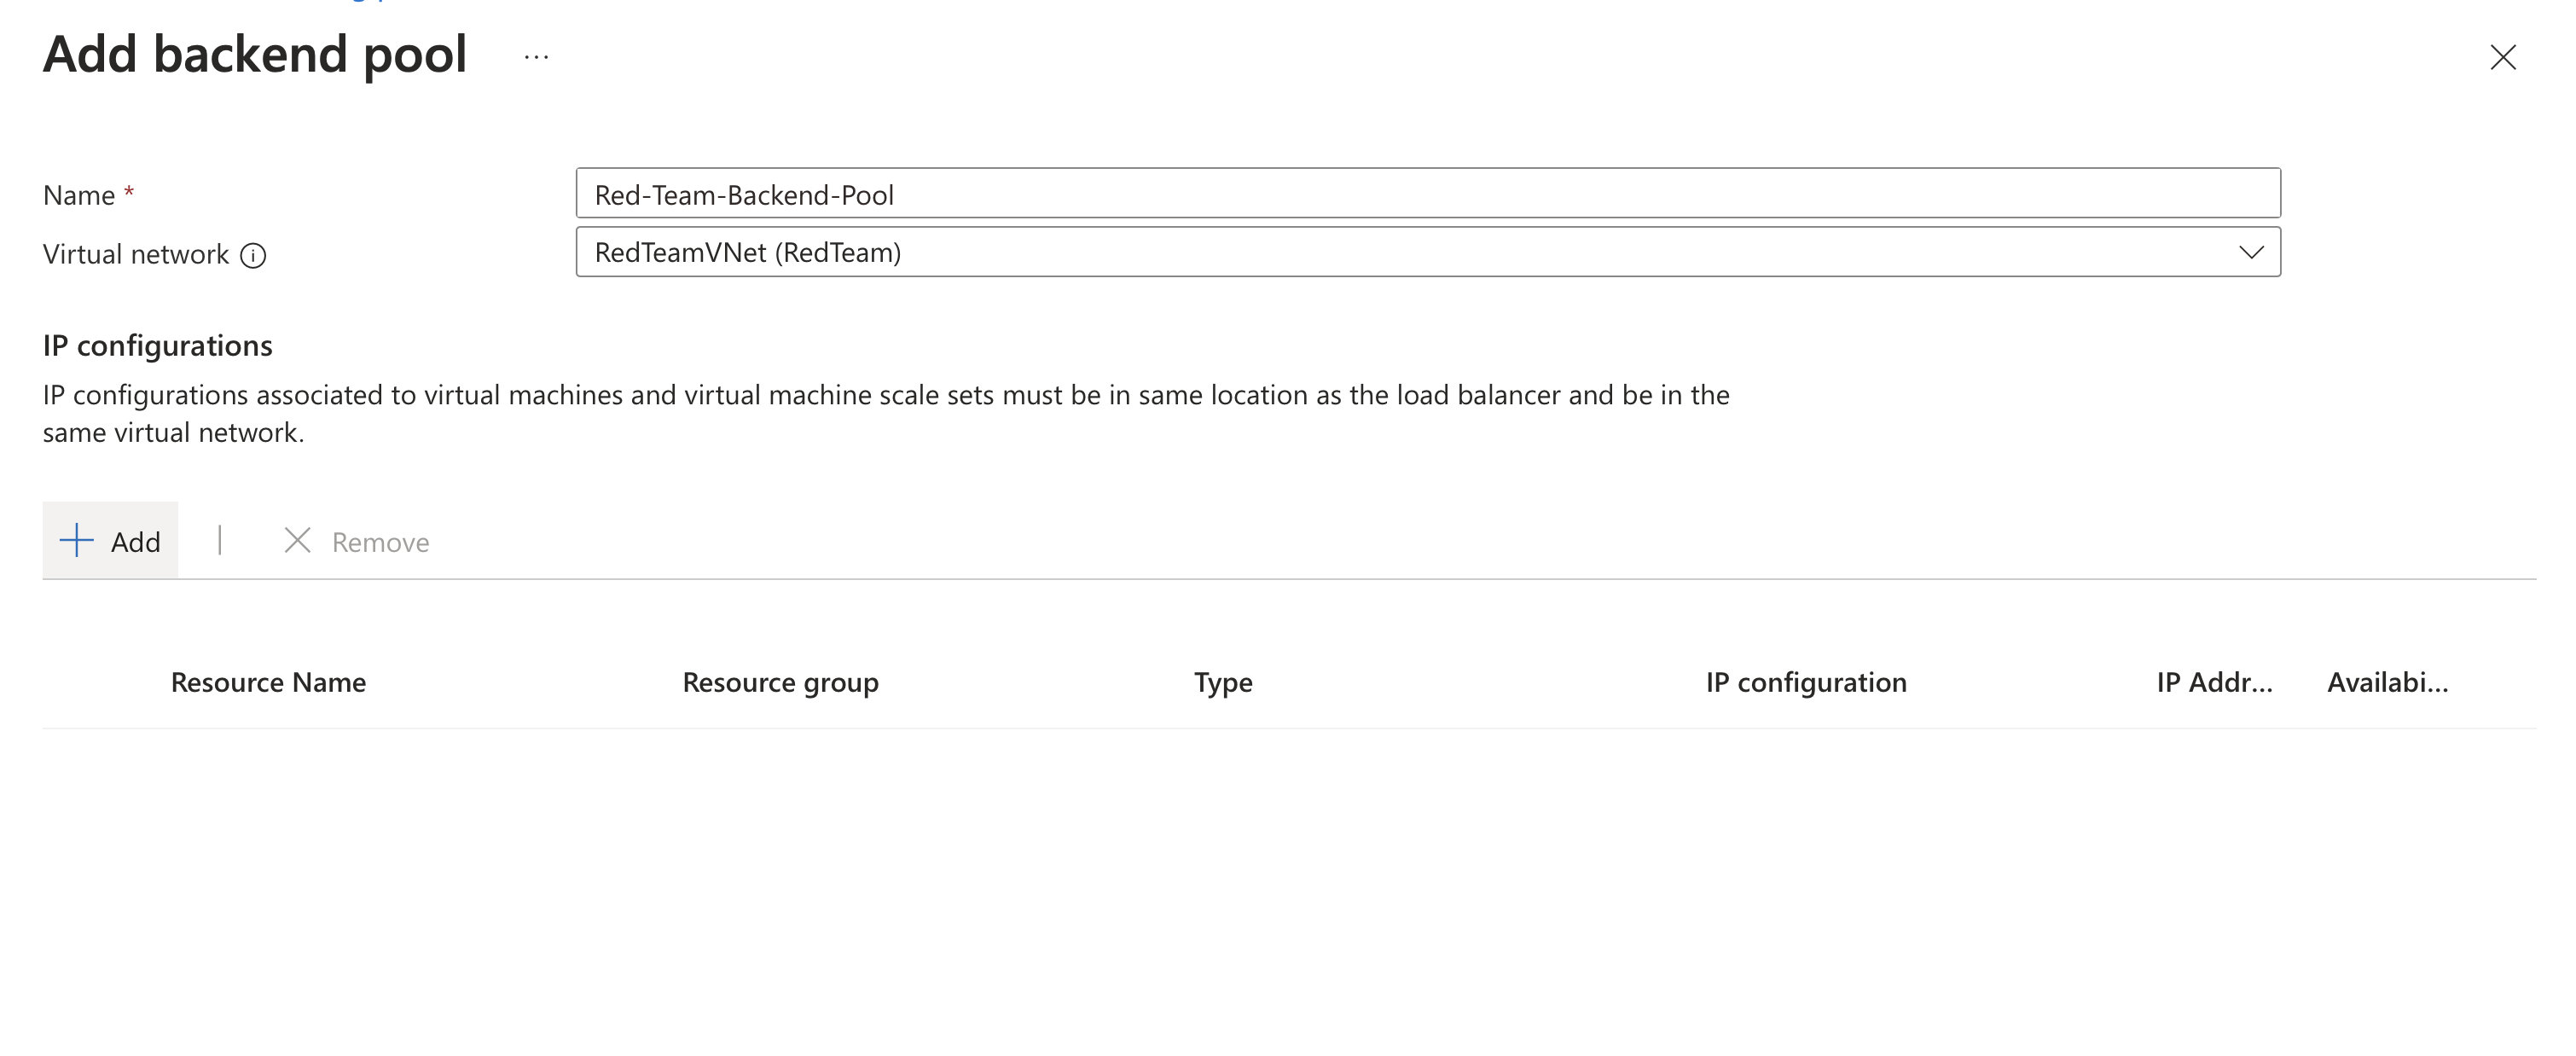 Add backend pool ...
Name *
Red-Team-Backend-Pool
Virtual network
RedTeamVNet (RedTeam)
IP configurations
IP configurations associated to virtual machines and virtual machine scale sets must be in same location as the load balancer and be in the
same virtual network.
Add | Remove
Resource Name Resource group Type IP configuration IP Addr... Availabi...